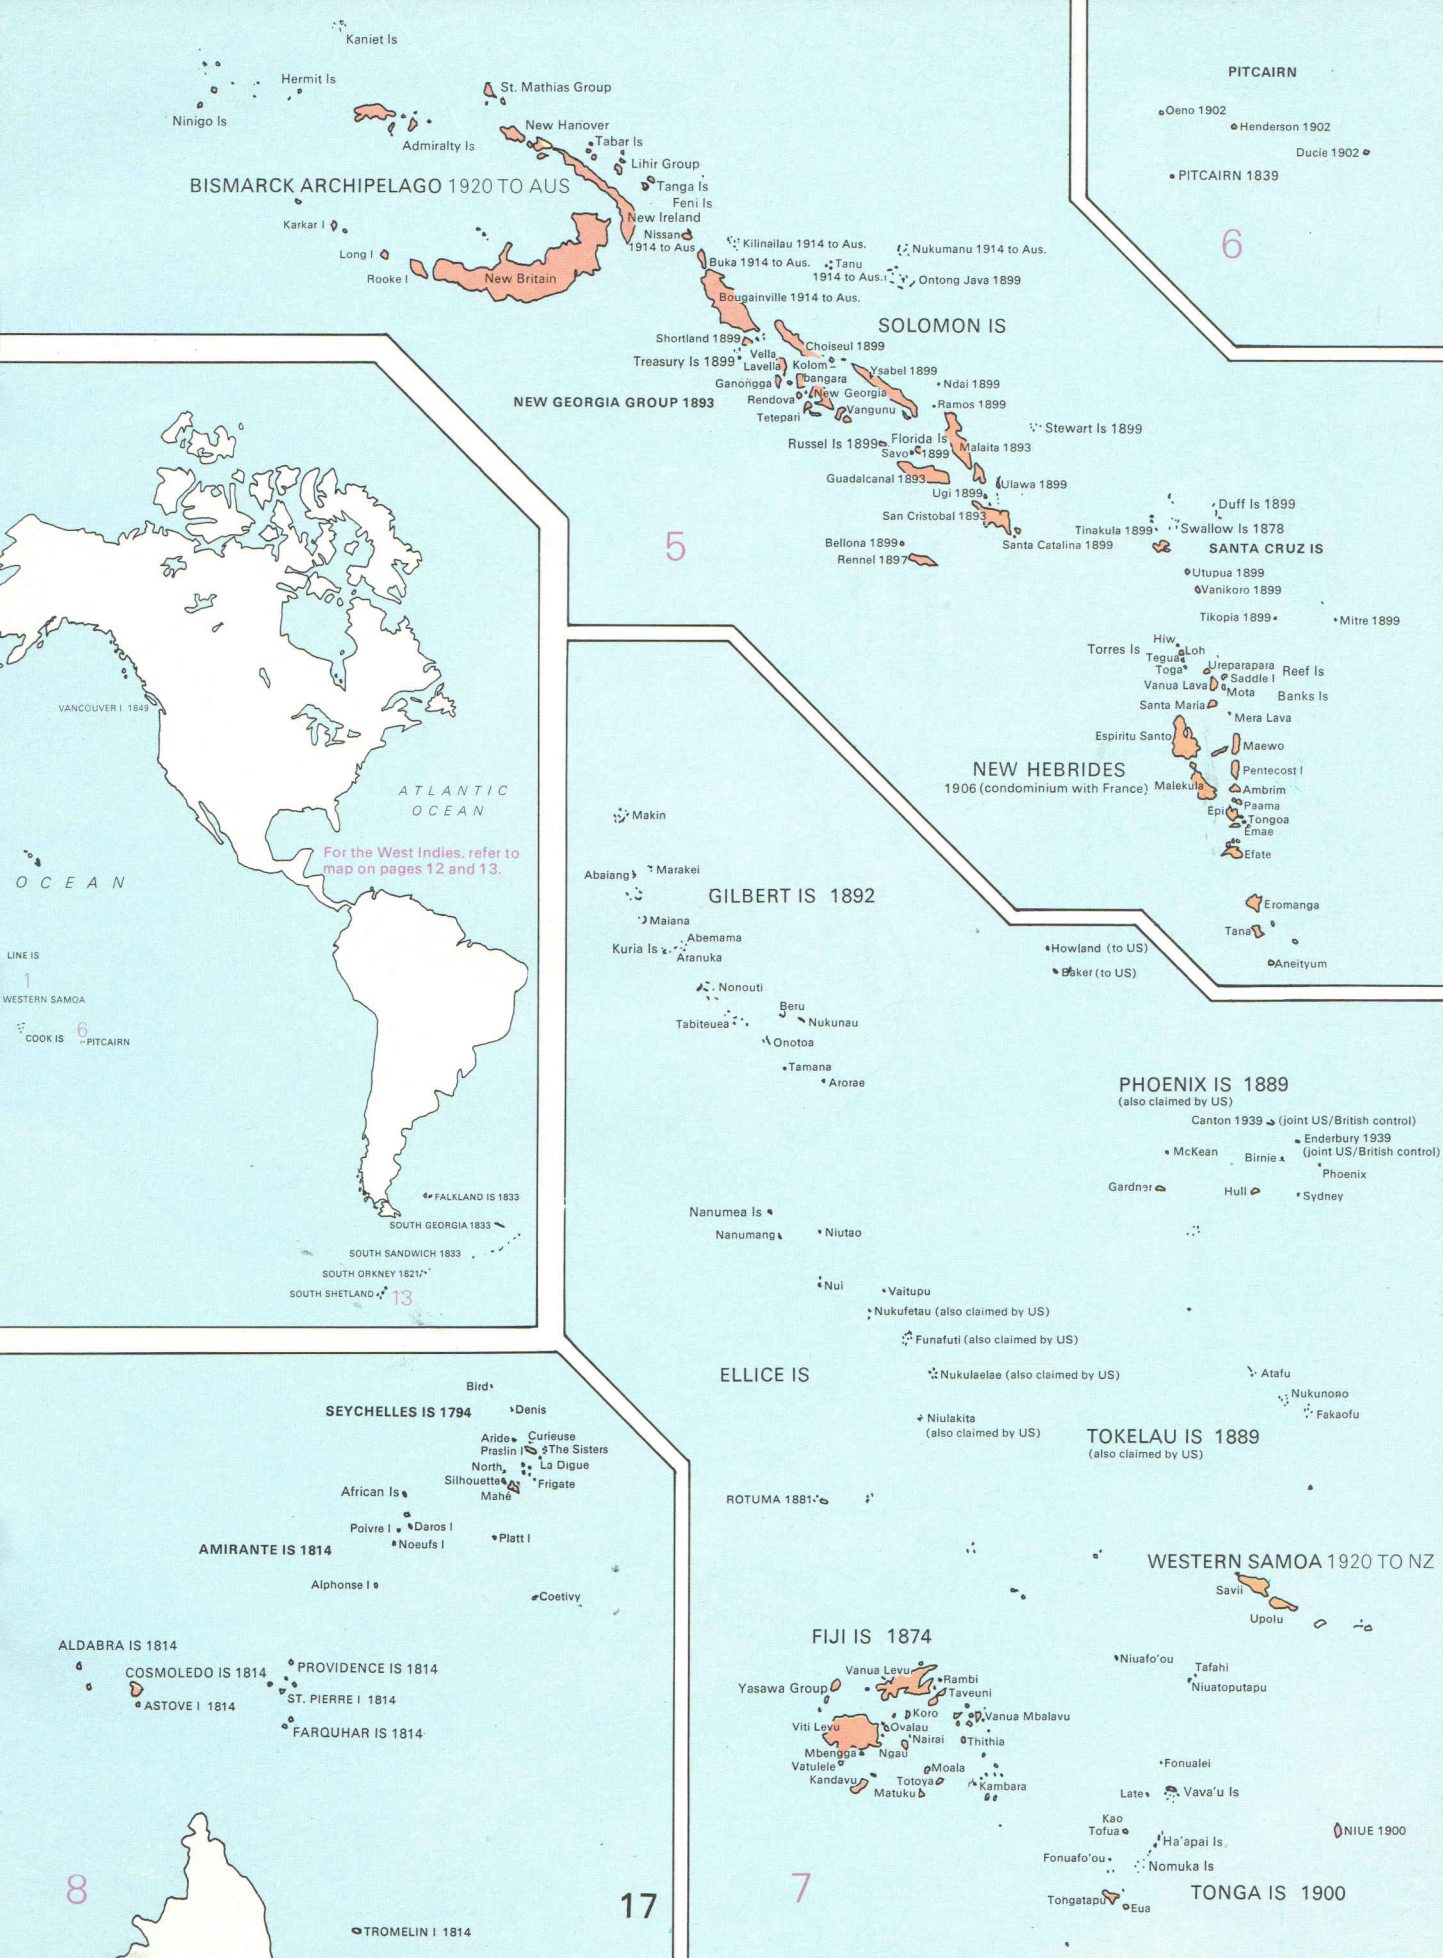 Kaniet Is
Hermit Is
Ninigo Is
St. Mathias Group
Admiralty Is
New Hanover
Tabar Is
Lihir Group
Tanga Is
Feni Is
BISMARCK ARCHIPELAGO 1920 TO AUS
New Ireland
Karkar I
Nissan
1914 to Aus
Long I
Rooke I
New Britain
Kilinailau 1914 to Aus.
Nukumanu 1914 to Aus.
Buka 1914 to Aus.
Tanu
1914 to Aus.
Ontong Java 1899
Bougainville 1914 to Aus.
SOLOMON IS
Shortland 1899
Choiseul 1899
Treasury Is 1899
Vella
Lavella
Kolom-
bangara
Ysabel 1899
Ganongga
Ndai 1899
NEW GEORGIA GROUP 1893
Rendova
New Georgia
Ramos 1899
Tetepari
Vangunu
Stewart Is 1899
Russel Is 1899
Florida Is
1899
Savo
Malaita 1893
Guadalcanal 1893
Ulawa 1899
Ugi 1899
San Cristobal 1893
Santa Catalina 1899
Bellona 1899
Rennel 1897
Duff Is 1899
Tinakula 1899
Swallow Is 1878
SANTA CRUZ IS
Utupua 1899
Vanikoro 1899
Tikopia 1899
Mitre 1899
5
Torres Is
Hiw
Loh
Tegua
Toga
Ureparapara
Reef Is
Saddle I
Vanua Lava
Mota
Banks Is
Santa Maria
Mera Lava
Espiritu Santo
Maewo
NEW HEBRIDES
1906 (condominium with France)
Malekula
Pentecost I
Ambrim
Paama
Epi
Tongoa
Emae
Efate
Eromanga
Tana
Aneityum
PITCAIRN
Oeno 1902
Henderson 1902
Ducie 1902
PITCAIRN 1839
6
VANCOUVER I 1849
ATLANTIC
OCEAN
For the West Indies, refer to
map on pages 12 and 13.
OCEAN
LINE IS
1
WESTERN SAMOA
6
COOK IS
PITCAIRN
FALKLAND IS 1833
SOUTH GEORGIA 1833
SOUTH SANDWICH 1833
SOUTH ORKNEY 1821
SOUTH SHETLAND
13
Makin
Abaiang
Marakei
GILBERT IS 1892
Maiana
Kuria Is
Abemama
Aranuka
Nonouti
Tabiteuea
Beru
Nukunau
Onotoa
Tamana
Arorae
Howland (to US)
Baker (to US)
PHOENIX IS 1889
(also claimed by US)
Canton 1939
(joint US/British control)
Enderbury 1939
(joint US/British control)
McKean
Birnie
Phoenix
Gardner
Hull
Sydney
Nanumea Is
Nanumang
Niutao
Nui
Vaitupu
Nukufetau (also claimed by US)
Funafuti (also claimed by US)
ELLICE IS
Nukulaelae (also claimed by US)
Niulakita
(also claimed by US)
Atafu
Nukunono
Fakaofu
TOKELAU IS 1889
(also claimed by US)
ROTUMA 1881
WESTERN SAMOA 1920 TO NZ
Savii
Upolu
FIJI IS 1874
Vanua Levu
Yasawa Group
Rambi
Taveuni
Koro
Vanua Mbalavu
Viti Levu
Ovalau
Nairai
Thithia
Mbengga
Ngau
Vatulele
Moala
Kandavu
Totoya
Kambara
Matuku
Niuafo'ou
Tafahi
Niuatoputapu
Fonualei
Late
Vava'u Is
Kao
Tofua
Ha'apai Is
NIUE 1900
Fonuafo'ou
Nomuka Is
TONGA IS 1900
Tongatapu
Eua
7
Bird
SEYCHELLES IS 1794
Denis
Aride
Curieuse
Praslin I
The Sisters
North
La Digue
Silhouette
Frigate
Mahé
African Is
Poivre I
Daros I
Noeufs I
Platt I
AMIRANTE IS 1814
Alphonse I
Coetivy
ALDABRA IS 1814
COSMOLEDO IS 1814
PROVIDENCE IS 1814
ASTOVE I 1814
ST. PIERRE I 1814
FARQUHAR IS 1814
8
17
TROMELIN I 1814